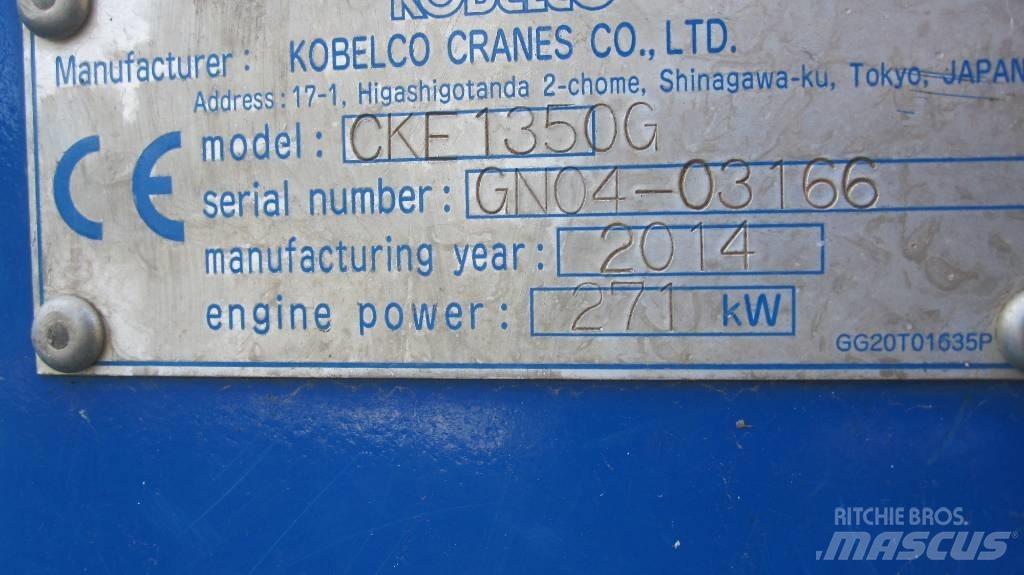 KOBELCO
Manufacturer: KOBELCO CRANES CO., LTD.
Address:17-1, Higashigotanda 2-chome, Shinagawa-ku, Tokyo, JAPAN
CE
model: CKE1350G
serial number: GN04-03166
manufacturing year: 2014
engine power: 271 kW
GG20T01635P
RITCHIE BROS.
MASCUS